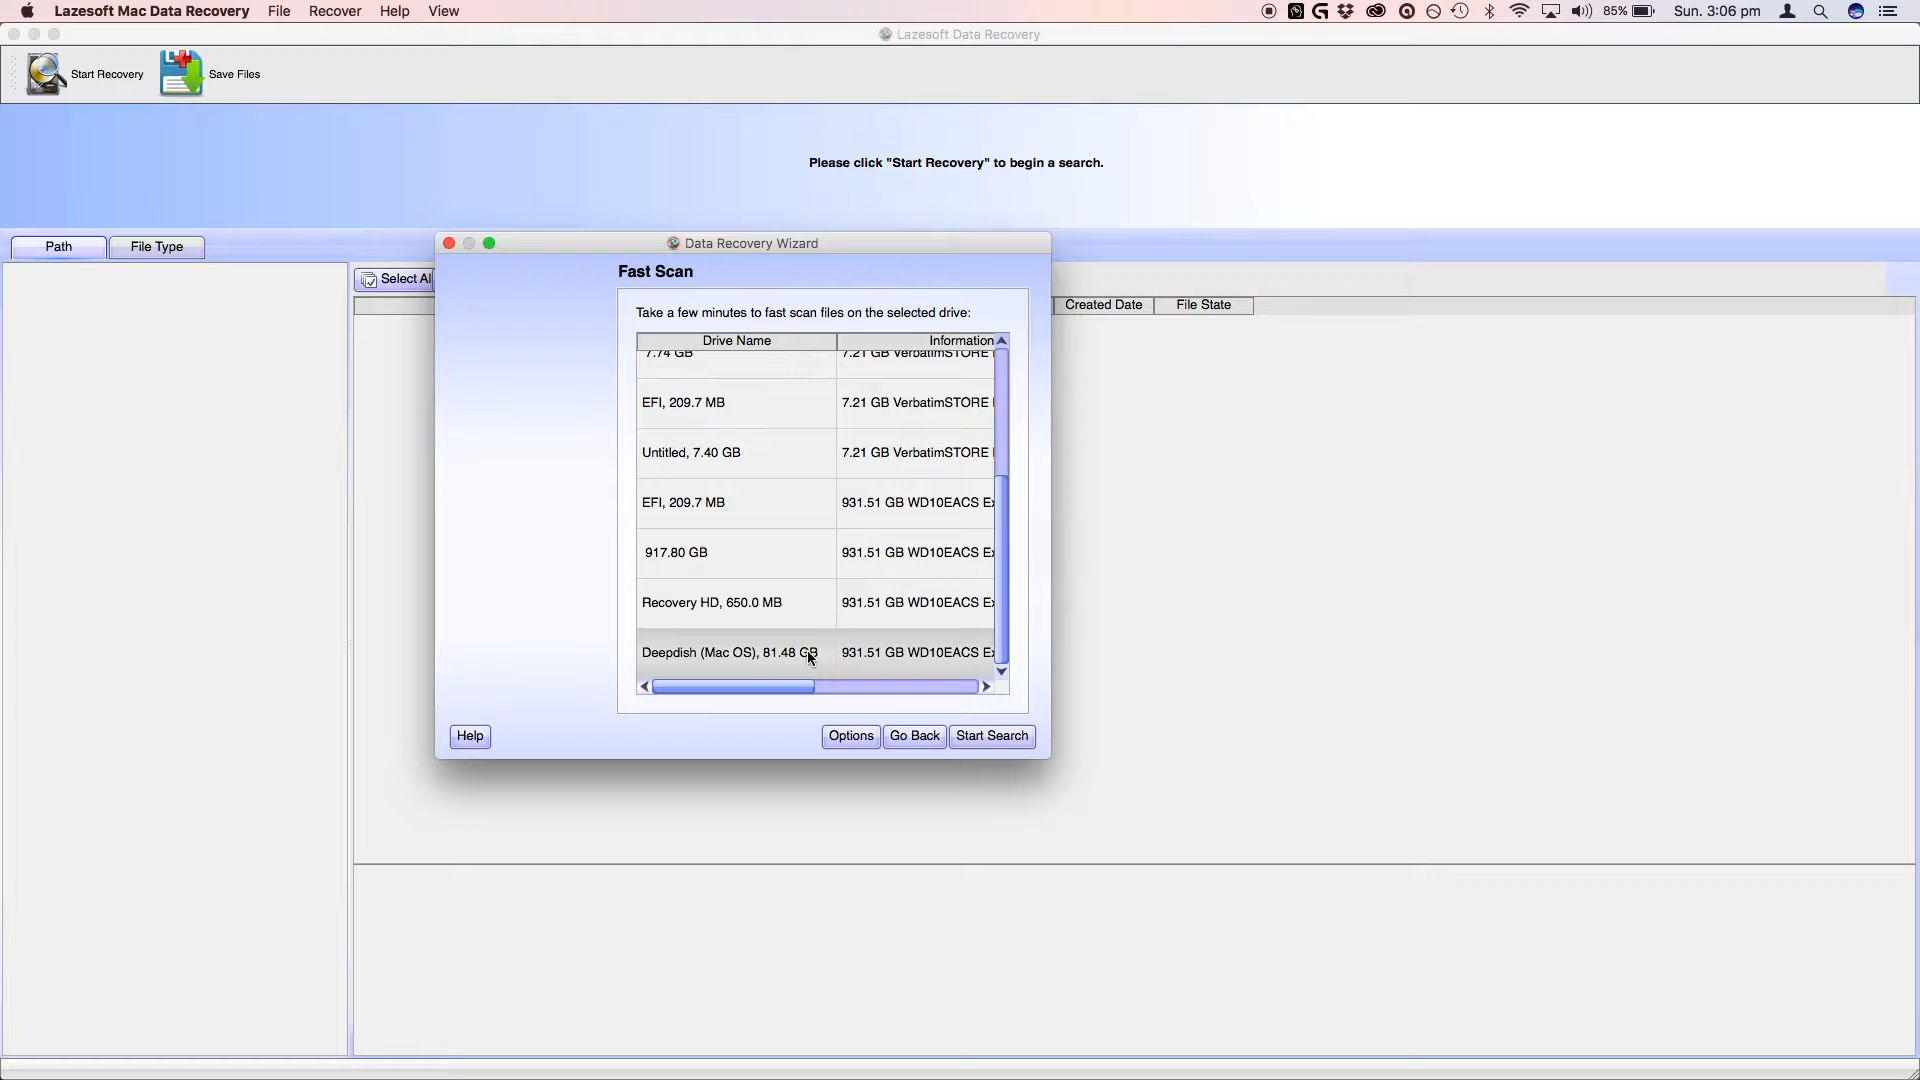 Lazesoft Mac Data Recovery File Recover Help View 85% Sun. 3:06 pm
Lazesoft Data Recovery
Start Recovery Save Files
Please click "Start Recovery" to begin a search.
Path File Type
Data Recovery Wizard
Fast Scan
Select Al
Created Date File State
Take a few minutes to fast scan files on the selected drive:
Drive Name Information
7.74 GB 7.21 GB VerbatimSTORE
EFI, 209.7 MB 7.21 GB VerbatimSTORE
Untitled, 7.40 GB 7.21 GB VerbatimSTORE
EFI, 209.7 MB 931.51 GB WD10EACS Ex
917.80 GB 931.51 GB WD10EACS Ex
Recovery HD, 650.0 MB 931.51 GB WD10EACS Ex
Deepdish (Mac OS), 81.48 GB 931.51 GB WD10EACS Ex
Help Options Go Back Start Search